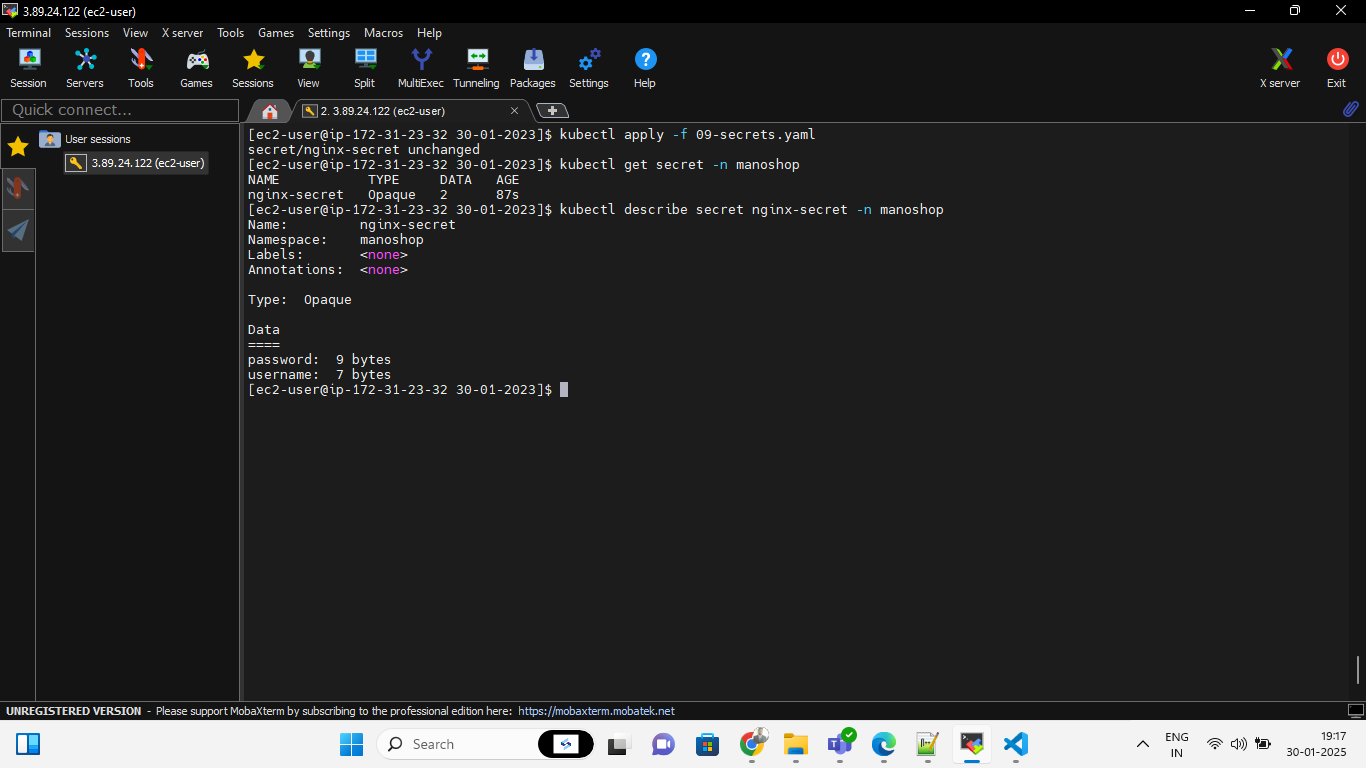 3.89.24.122 (ec2-user)
Terminal Sessions View X server Tools Games Settings Macros Help
Session Servers Tools Games Sessions View Split MultiExec Tunneling Packages Settings Help X server Exit
Quick connect...
2. 3.89.24.122 (ec2-user)
User sessions
3.89.24.122 (ec2-user)
[ec2-user@ip-172-31-23-32 30-01-2023]$ kubectl apply -f 09-secrets.yaml
secret/nginx-secret unchanged
[ec2-user@ip-172-31-23-32 30-01-2023]$ kubectl get secret -n manoshop
NAME TYPE DATA AGE
nginx-secret Opaque 2 87s
[ec2-user@ip-172-31-23-32 30-01-2023]$ kubectl describe secret nginx-secret -n manoshop
Name: nginx-secret
Namespace: manoshop
Labels: <none>
Annotations: <none>
Type: Opaque
Data
====
password: 9 bytes
username: 7 bytes
[ec2-user@ip-172-31-23-32 30-01-2023]$
UNREGISTERED VERSION - Please support MobaXterm by subscribing to the professional edition here: https://mobaxterm.mobatek.net
Search
ENG
IN
19:17
30-01-2025